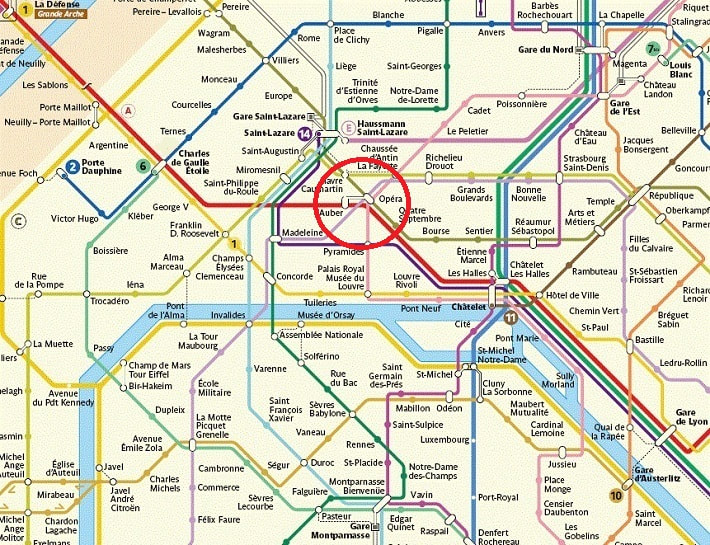 1
La Défense
Grande Arche
Pereire – Levallois
Pereire
Wagram
Malesherbes
Rome
Place
de Clichy
Blanche
Pigalle
Anvers
Barbès
Rochechouart
La Chapelle
Stalingrad
Riquet
Villiers
Liège
Saint-Georges
Gare du Nord
Magenta
7bis
Louis
Blanc
Les Sablons
Monceau
Europe
Trinité
d'Estienne
d'Orves
Notre-Dame
de-Lorette
Cadet
Poissonnière
Château
Landon
Gare
de l'Est
A
Porte Maillot
Neuilly – Porte Maillot
Courcelles
Gare Saint-Lazare
Saint-Lazare
14
E
Haussmann
Saint-Lazare
Le Peletier
Château
d'Eau
Belleville
Argentine
Ternes
Saint-Augustin
Chaussée
d'Antin
La Fayette
Richelieu
Drouot
Strasbourg
Saint-Denis
Jacques
Bonsergent
Goncourt
2
Porte
Dauphine
6
Charles
de Gaulle
Étoile
Miromesnil
Saint-Philippe
du-Roule
Havre
Caumartin
Auber
Opéra
Quatre
Septembre
Grands
Boulevards
Bonne
Nouvelle
Temple
République
Avenue Foch
Victor Hugo
Kléber
George V
Franklin
D. Roosevelt
1
Madeleine
Pyramides
Bourse
Sentier
Réaumur
Sébastopol
Arts et
Métiers
Oberkampf
Parmentier
Filles
du Calvaire
C
Boissière
Alma
Marceau
Champs
Élysées
Clemenceau
Concorde
Palais Royal
Musée du
Louvre
Louvre
Rivoli
Étienne
Marcel
Les Halles
Châtelet
Les Halles
Rambuteau
St-Sébastien
Froissart
Richard
Lenoir
Rue
de la Pompe
Iéna
Trocadéro
Tuileries
Pont Neuf
Châtelet
Hôtel de Ville
Chemin Vert
Pont
de l'Alma
Invalides
Musée d'Orsay
Cité
11
St-Paul
Bréguet
Sabin
La Muette
Passy
La Tour
Maubourg
Assemblée Nationale
Pont Marie
Bastille
Champ de Mars
Tour Eiffel
Bir-Hakeim
Varenne
Solférino
Saint
Germain
des-Prés
St-Michel
St-Michel
Notre-Dame
Cluny
La Sorbonne
Sully
Morland
Ledru-Rollin
Avenue
du Pdt Kennedy
École
Militaire
Rue
du Bac
Mabillon
Odéon
Maubert
Mutualité
Dupleix
La Motte
Picquet
Grenelle
Saint
François
Xavier
Sèvres
Babylone
Saint-Sulpice
Cardinal
Lemoine
Quai de
la Rapée
Gare
de Lyon
Avenue
Émile Zola
Vaneau
Rennes
Luxembourg
Jussieu
Michel
Ange
Auteuil
Église
d'Auteuil
Javel
Cambronne
Ségur
Duroc
St-Placide
Notre-Dame
des-Champs
Place
Monge
Gare
d'Austerlitz
10
Mirabeau
Javel
André
Citroën
Charles
Michels
Commerce
Sèvres
Lecourbe
Falguière
Montparnasse
Bienvenüe
Vavin
Port-Royal
Censier
Daubenton
Michel
Ange
Molitor
Chardon
Lagache
Félix Faure
Pasteur
Gare
Montparnasse
Edgar
Quinet
Raspail
Denfert
Rochereau
Les
Gobelins
Saint
Marcel
Exelmans